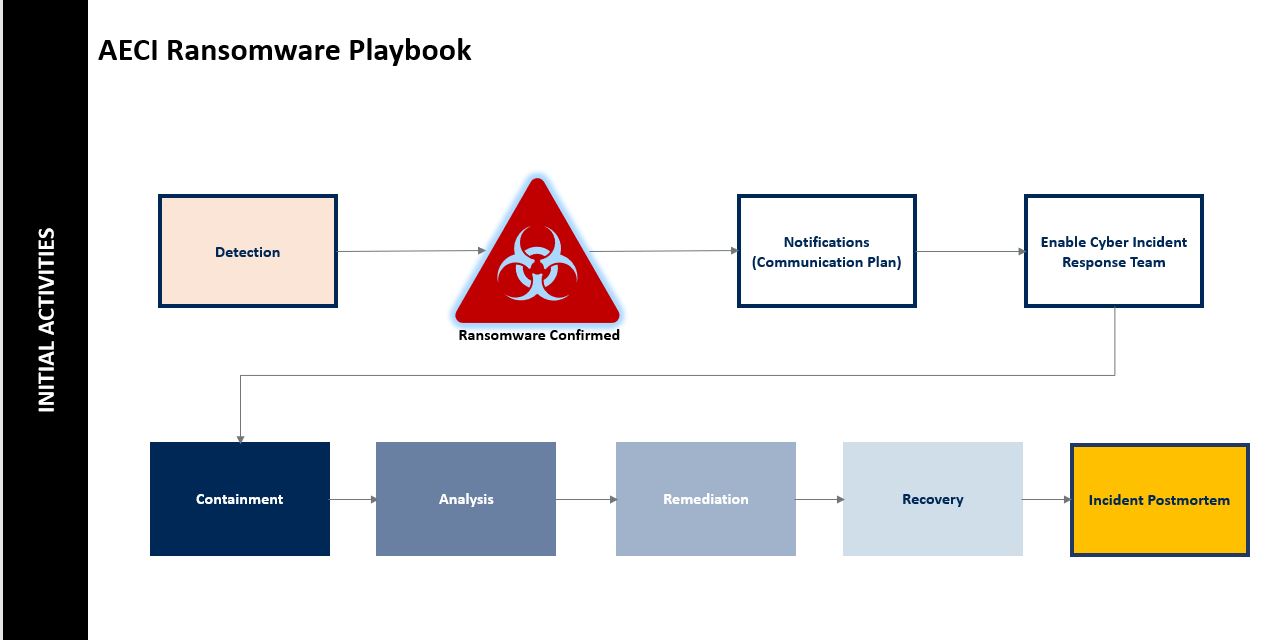 AECI Ransomware Playbook
INITIAL ACTIVITIES
Detection
Ransomware Confirmed
Notifications
(Communication Plan)
Enable Cyber Incident
Response Team
Containment
Analysis
Remediation
Recovery
Incident Postmortem